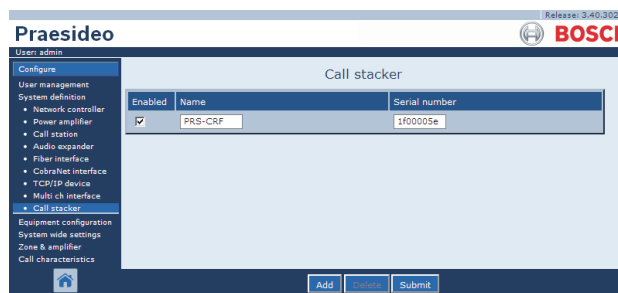 Release: 3.40.302
Praesideo
BOSCH
User: admin
Configure
User management
System definition
• Network controller
• Power amplifier
• Call station
• Audio expander
• Fiber interface
• CobraNet interface
• TCP/IP device
• Multi ch interface
• Call stacker
Equipment configuration
System wide settings
Zone & amplifier
Call characteristics
Call stacker
Enabled Name Serial number
PRS-CRF 1f00005e
Add Delete Submit